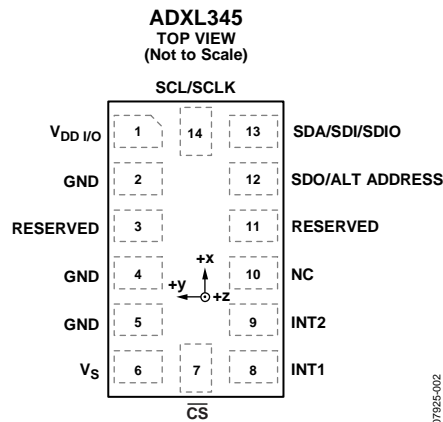 ADXL345
TOP VIEW
(Not to Scale)
SCL/SCLK
VDD I/O 1 14 13 SDA/SDI/SDIO
GND 2 12 SDO/ALT ADDRESS
RESERVED 3 11 RESERVED
+x
GND 4 10 NC
+y +z
GND 5 9 INT2
VS 6 7 8 INT1
CS
07925-002